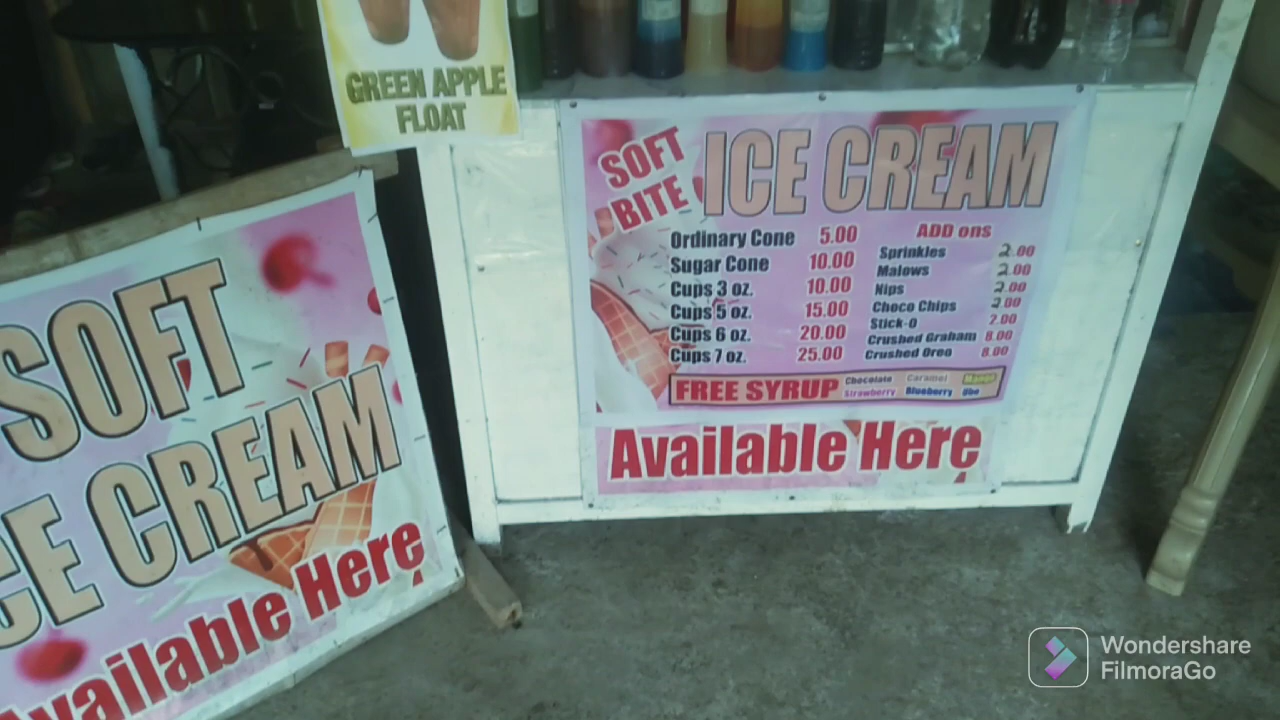 GREEN APPLE
FLOAT
SOFT
BITE
ICE CREAM
Ordinary Cone 5.00
Sugar Cone 10.00
Cups 3 oz. 10.00
Cups 5 oz. 15.00
Cups 6 oz. 20.00
Cups 7 oz. 25.00
ADD ons
Sprinkles 2.00
Malows 2.00
Nips 2.00
Choco Chips 2.00
Stick-O 2.00
Crushed Graham 8.00
Crushed Oreo 8.00
FREE SYRUP
Chocolate Caramel Mango
Strawberry Blueberry Ube
Available Here
SOFT
CE CREAM
Available Here
Wondershare
FilmoraGo